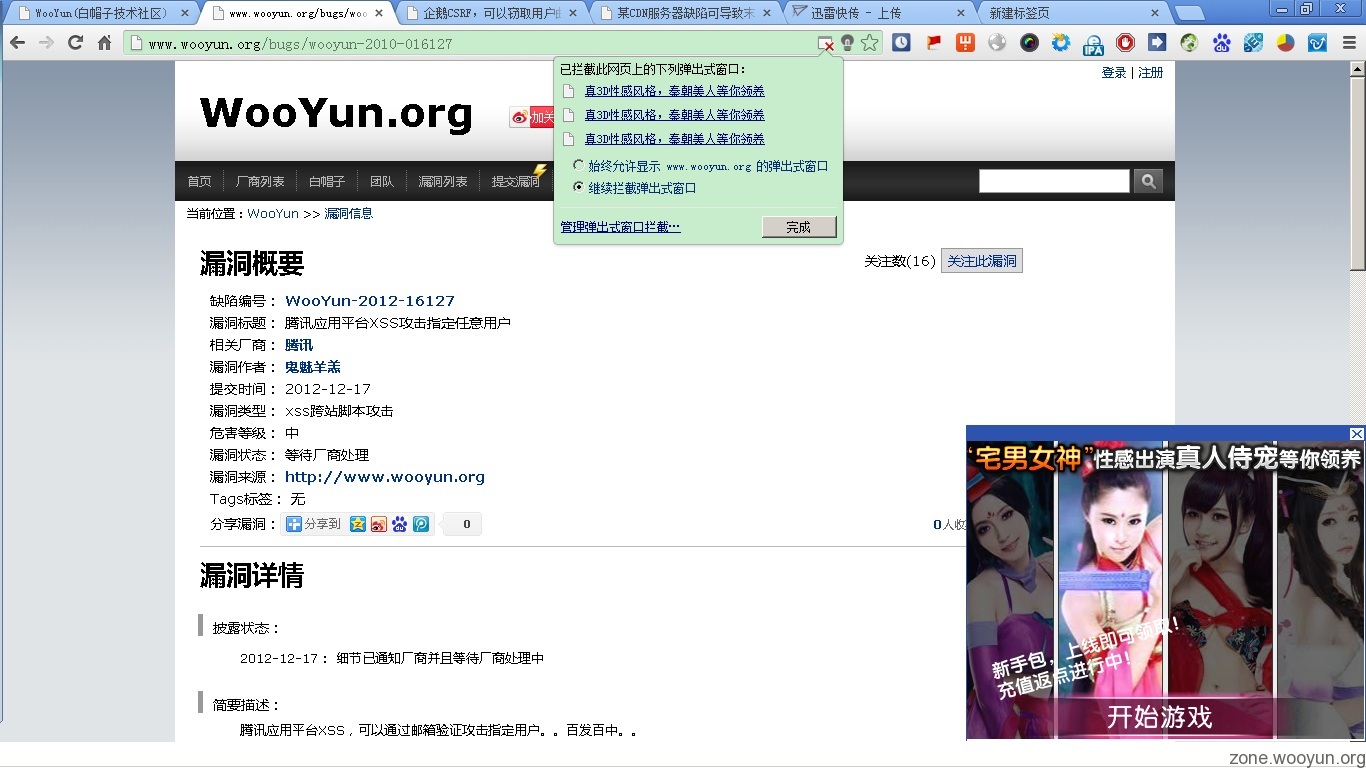 WooYun(白帽子技术社区)
www.wooyun.org/bugs/woo
企鹅CSRF，可以窃取用户
某CDN服务器缺陷可导致末
迅雷快传 - 上传
新建标签页
www.wooyun.org/bugs/wooyun-2010-016127
IPA
已拦截此网页上的下列弹出式窗口：
真3D性感风格，秦朝美人等你领养
真3D性感风格，秦朝美人等你领养
真3D性感风格，秦朝美人等你领养
始终允许显示 www.wooyun.org 的弹出式窗口
继续拦截弹出式窗口
管理弹出式窗口拦截…
完成
登录 | 注册
WooYun.org
加关
首页 厂商列表 白帽子 团队 漏洞列表 提交漏洞
当前位置：WooYun >> 漏洞信息
漏洞概要
关注数(16) 关注此漏洞
缺陷编号： WooYun-2012-16127
漏洞标题： 腾讯应用平台XSS攻击指定任意用户
相关厂商： 腾讯
漏洞作者： 鬼魅羊羔
提交时间： 2012-12-17
漏洞类型： xss跨站脚本攻击
危害等级： 中
漏洞状态： 等待厂商处理
漏洞来源： http://www.wooyun.org
Tags标签： 无
分享漏洞： 分享到 0
0人收
漏洞详情
披露状态：
2012-12-17： 细节已通知厂商并且等待厂商处理中
简要描述：
腾讯应用平台XSS，可以通过邮箱验证攻击指定用户。。百发百中。。
“宅男女神”性感出演真人侍宠等你领养
新手包，上线即可领取！
充值返点进行中！
开始游戏
zone.wooyun.org